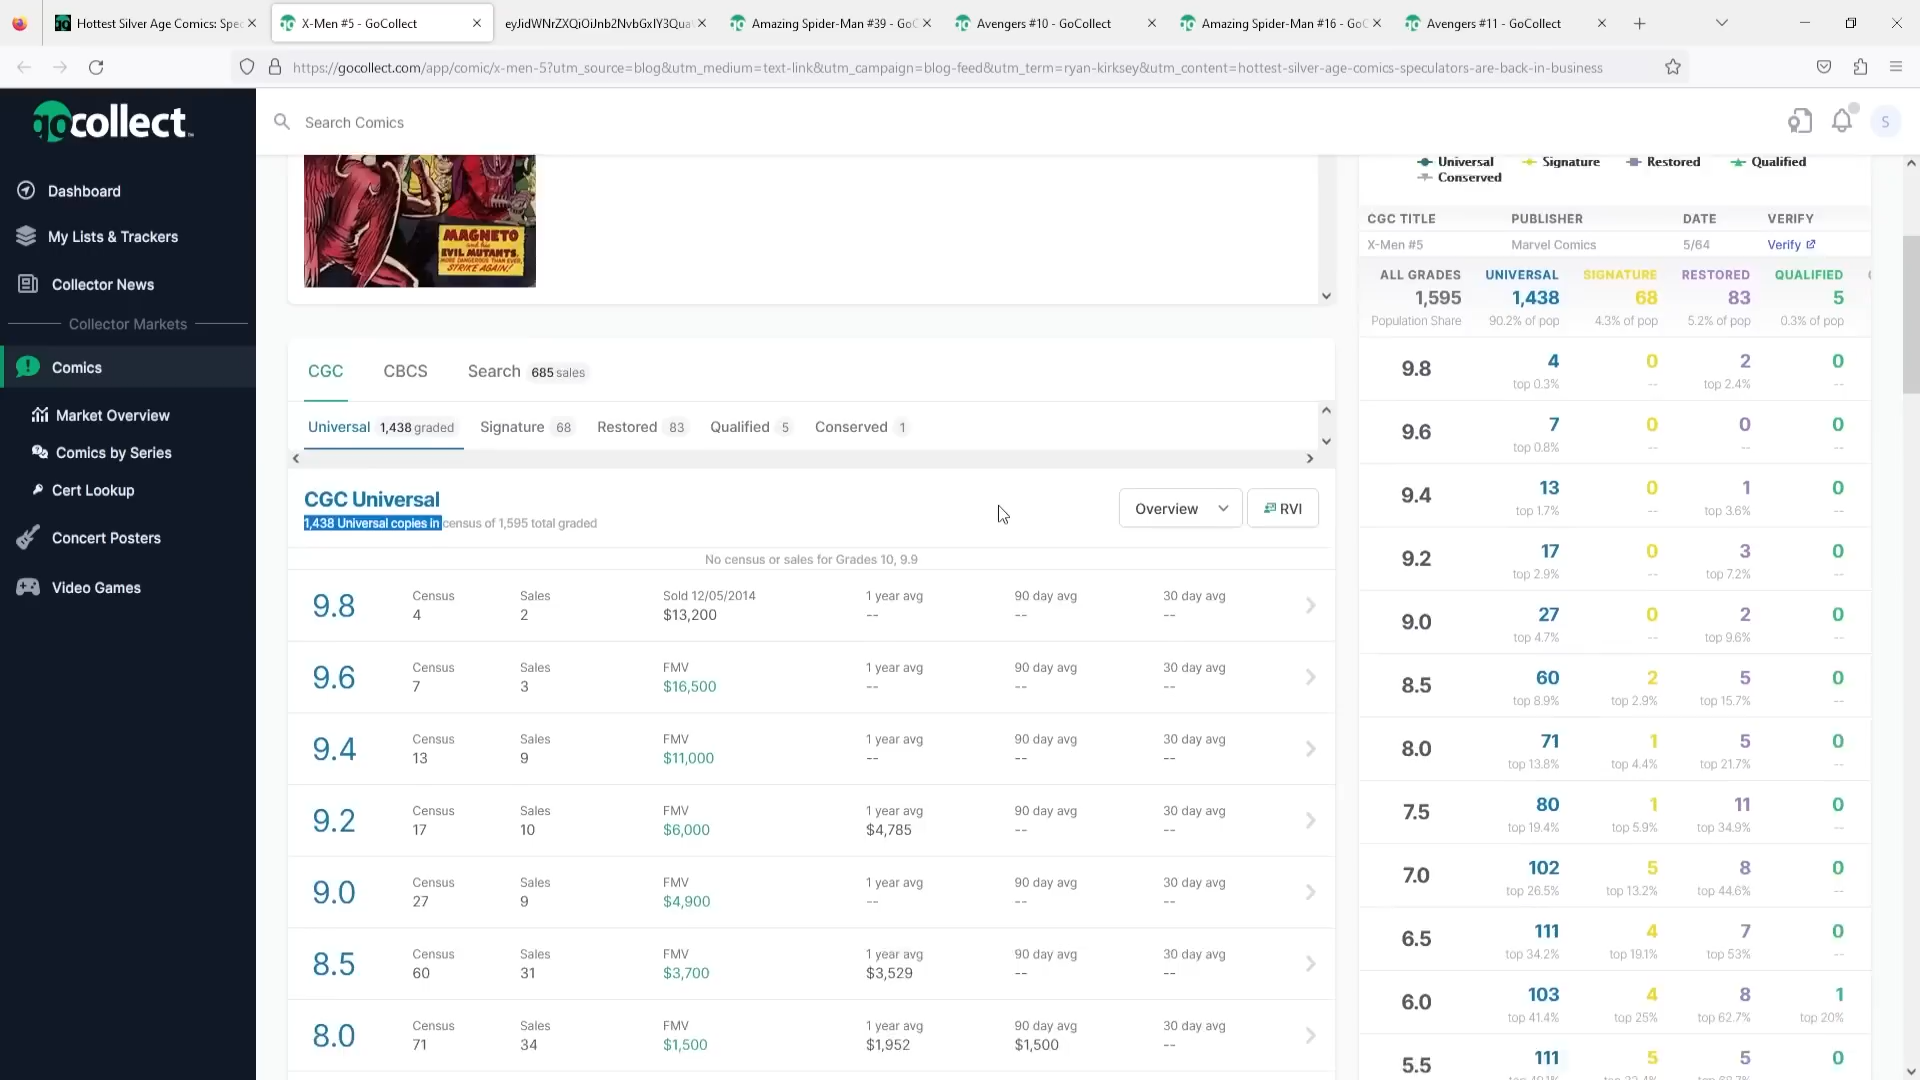 Hottest Silver Age Comics: Spec
X-Men #5 - GoCollect
eyJidWNrZXQiOiJnb2NvbGxlY3Qua
Amazing Spider-Man #39 - GoC
Avengers #10 - GoCollect
Amazing Spider-Man #16 - GoC
Avengers #11 - GoCollect
https://gocollect.com/app/comic/x-men-5?utm_source=blog&utm_medium=text-link&utm_campaign=blog-feed&utm_term=ryan-kirksey&utm_content=hottest-silver-age-comics-speculators-are-back-in-business
gocollect
Search Comics
S
Dashboard
My Lists & Trackers
Collector News
Collector Markets
Comics
Market Overview
Comics by Series
Cert Lookup
Concert Posters
Video Games
MAGNETO
and his
EVIL MUTANTS,
MORE DANGEROUS THAN EVER,
STRIKE AGAIN!
CGC CBCS Search 685 sales
Universal 1,438 graded Signature 68 Restored 83 Qualified 5 Conserved 1
CGC Universal
1,438 Universal copies in census of 1,595 total graded
Overview RVI
No census or sales for Grades 10, 9.9
9.8 Census Sales Sold 12/05/2014 1 year avg 90 day avg 30 day avg
4 2 $13,200 -- -- --
9.6 Census Sales FMV 1 year avg 90 day avg 30 day avg
7 3 $16,500 -- -- --
9.4 Census Sales FMV 1 year avg 90 day avg 30 day avg
13 9 $11,000 -- -- --
9.2 Census Sales FMV 1 year avg 90 day avg 30 day avg
17 10 $6,000 $4,785 -- --
9.0 Census Sales FMV 1 year avg 90 day avg 30 day avg
27 9 $4,900 -- -- --
8.5 Census Sales FMV 1 year avg 90 day avg 30 day avg
60 31 $3,700 $3,529 -- --
8.0 Census Sales FMV 1 year avg 90 day avg 30 day avg
71 34 $1,500 $1,952 $1,500 --
Universal Signature Restored Qualified
Conserved
CGC TITLE PUBLISHER DATE VERIFY
X-Men #5 Marvel Comics 5/64 Verify
ALL GRADES UNIVERSAL SIGNATURE RESTORED QUALIFIED
1,595 1,438 68 83 5
Population Share 90.2% of pop 4.3% of pop 5.2% of pop 0.3% of pop
9.8 4 0 2 0
top 0.3% -- top 2.4% --
9.6 7 0 0 0
top 0.8% -- -- --
9.4 13 0 1 0
top 1.7% -- top 3.6% --
9.2 17 0 3 0
top 2.9% -- top 7.2% --
9.0 27 0 2 0
top 4.7% -- top 9.6% --
8.5 60 2 5 0
top 8.9% top 2.9% top 15.7% --
8.0 71 1 5 0
top 13.8% top 4.4% top 21.7% --
7.5 80 1 11 0
top 19.4% top 5.9% top 34.9% --
7.0 102 5 8 0
top 26.5% top 13.2% top 44.6% --
6.5 111 4 7 0
top 34.2% top 19.1% top 53% --
6.0 103 4 8 1
top 41.4% top 25% top 62.7% top 20%
5.5 111 5 5 0